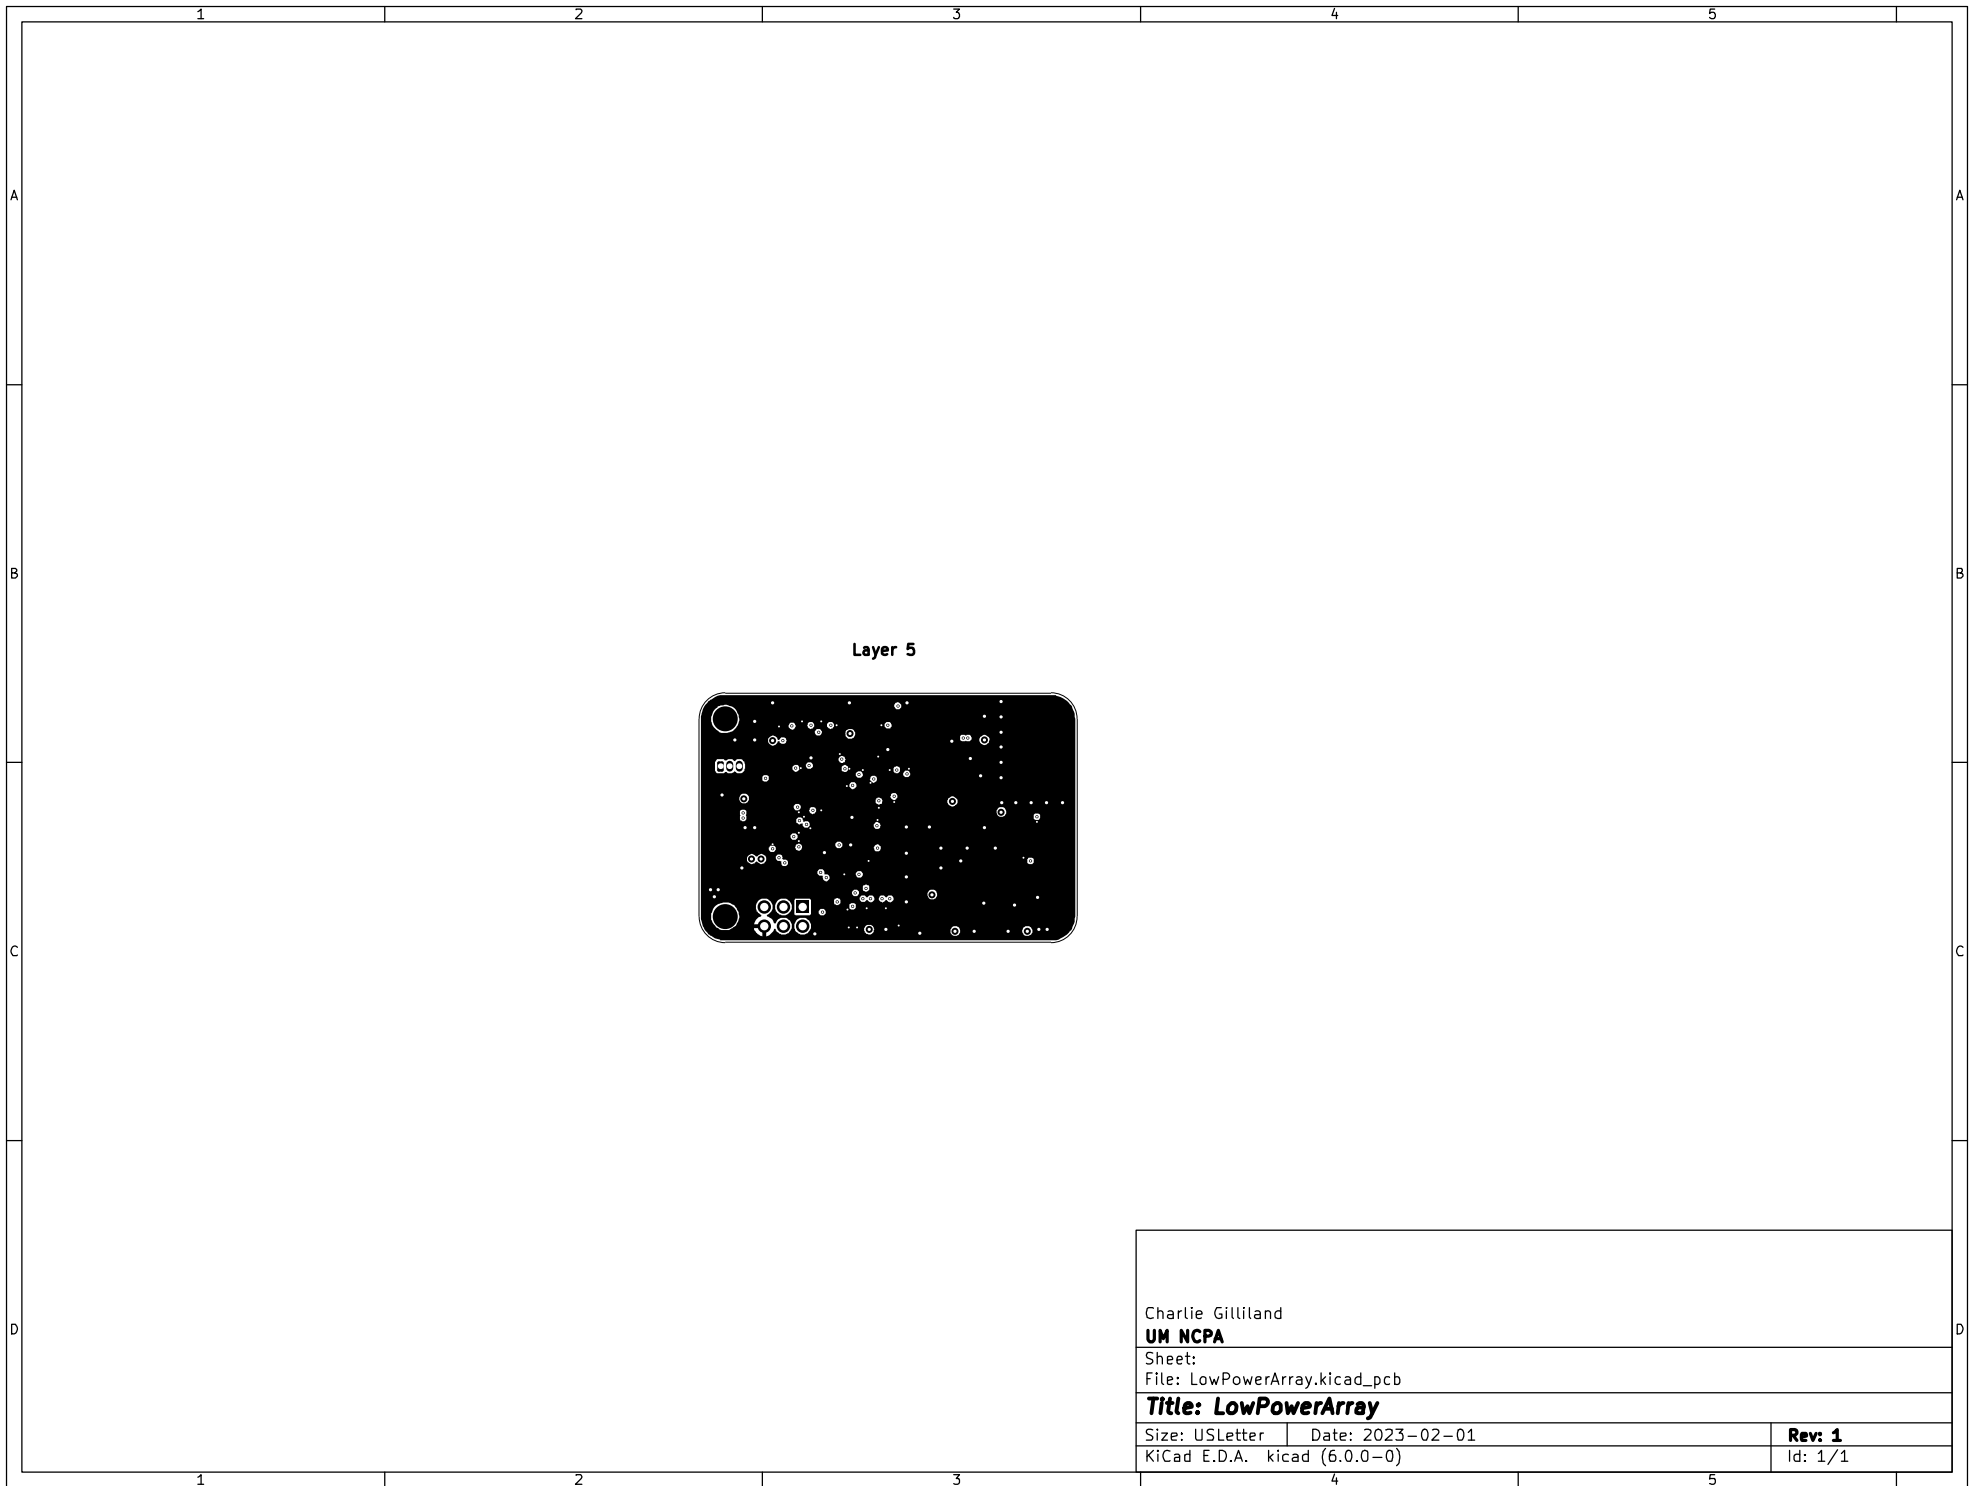 1 2 3 4 5
A A
B B
Layer 5
C C
Charlie Gilliland
D D
UM NCPA
Sheet:
File: LowPowerArray.kicad_pcb
Title: LowPowerArray
Size: USLetter Date: 2023-02-01 Rev: 1
KiCad E.D.A. kicad (6.0.0-0) Id: 1/1
1 2 3 4 5